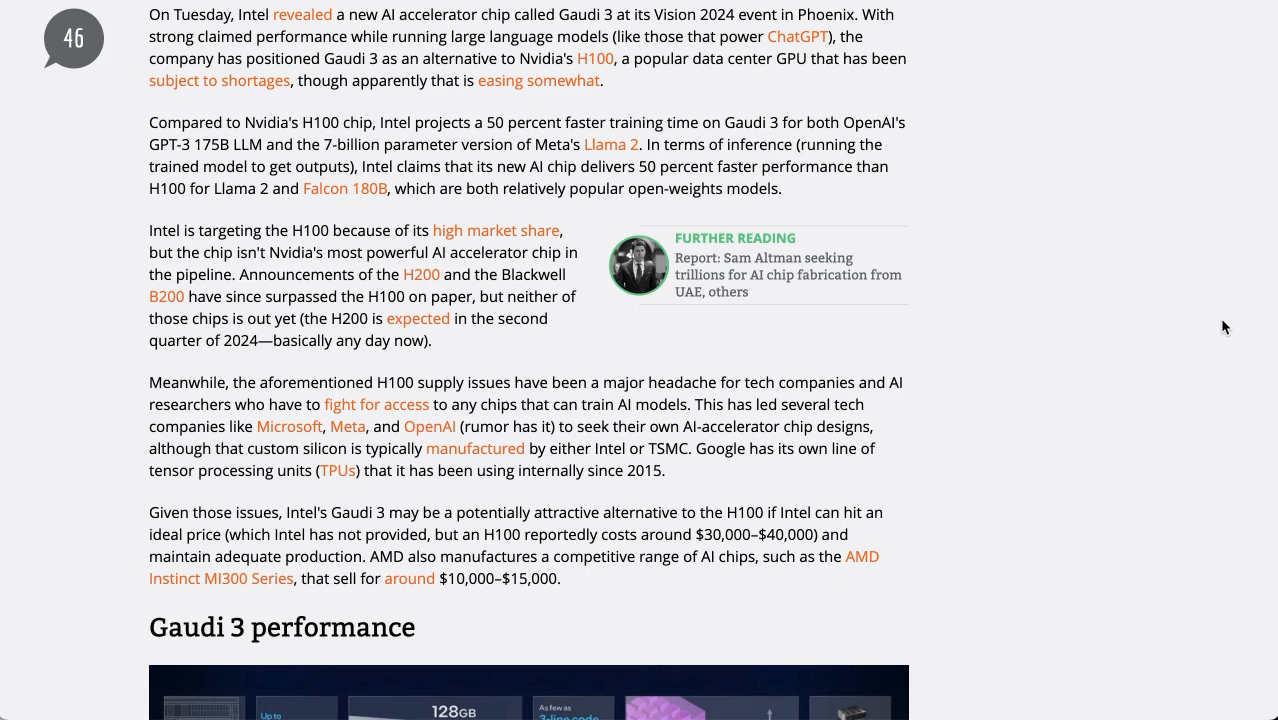 46
On Tuesday, Intel revealed a new AI accelerator chip called Gaudi 3 at its Vision 2024 event in Phoenix. With
strong claimed performance while running large language models (like those that power ChatGPT), the
company has positioned Gaudi 3 as an alternative to Nvidia's H100, a popular data center GPU that has been
subject to shortages, though apparently that is easing somewhat.
Compared to Nvidia's H100 chip, Intel projects a 50 percent faster training time on Gaudi 3 for both OpenAI's
GPT-3 175B LLM and the 7-billion parameter version of Meta's Llama 2. In terms of inference (running the
trained model to get outputs), Intel claims that its new AI chip delivers 50 percent faster performance than
H100 for Llama 2 and Falcon 180B, which are both relatively popular open-weights models.
Intel is targeting the H100 because of its high market share,
but the chip isn't Nvidia's most powerful AI accelerator chip in
the pipeline. Announcements of the H200 and the Blackwell
B200 have since surpassed the H100 on paper, but neither of
those chips is out yet (the H200 is expected in the second
quarter of 2024—basically any day now).
FURTHER READING
Report: Sam Altman seeking
trillions for AI chip fabrication from
UAE, others
Meanwhile, the aforementioned H100 supply issues have been a major headache for tech companies and AI
researchers who have to fight for access to any chips that can train AI models. This has led several tech
companies like Microsoft, Meta, and OpenAI (rumor has it) to seek their own AI-accelerator chip designs,
although that custom silicon is typically manufactured by either Intel or TSMC. Google has its own line of
tensor processing units (TPUs) that it has been using internally since 2015.
Given those issues, Intel's Gaudi 3 may be a potentially attractive alternative to the H100 if Intel can hit an
ideal price (which Intel has not provided, but an H100 reportedly costs around $30,000–$40,000) and
maintain adequate production. AMD also manufactures a competitive range of AI chips, such as the AMD
Instinct MI300 Series, that sell for around $10,000–$15,000.
Gaudi 3 performance
Up to
128GB
As few as
3-line code